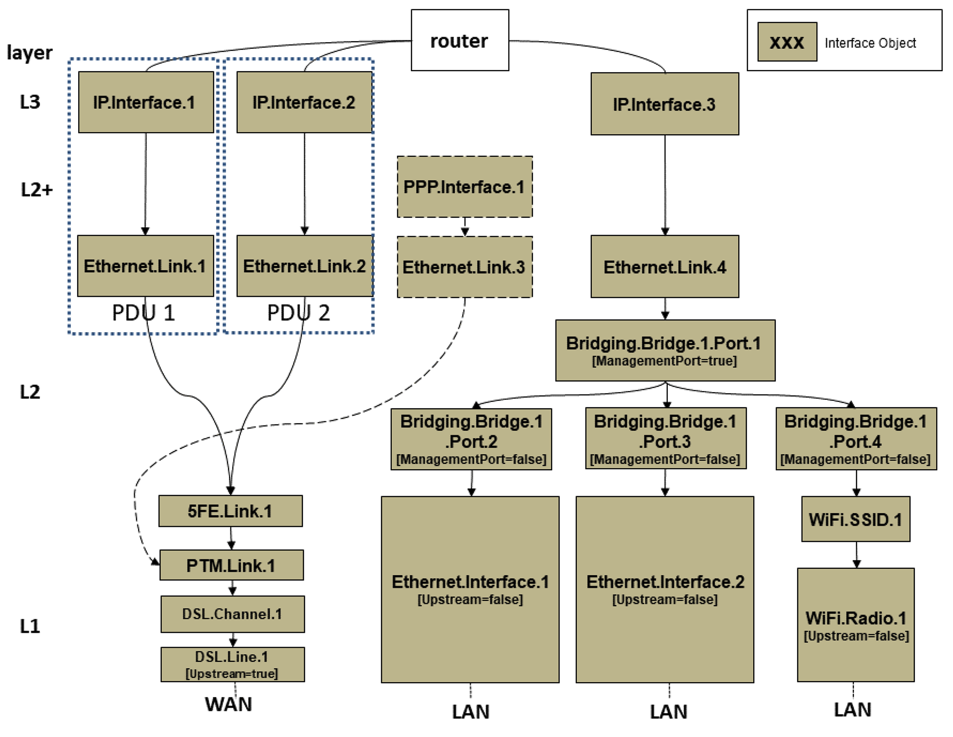 router
xxx
Interface Object
layer
L3
IP.Interface.1
IP.Interface.2
IP.Interface.3
L2+
PPP.Interface.1
Ethernet.Link.1
Ethernet.Link.2
Ethernet.Link.3
Ethernet.Link.4
PDU 1
PDU 2
Bridging.Bridge.1.Port.1
[ManagementPort=true]
L2
Bridging.Bridge.1
.Port.2
[ManagementPort=false]
Bridging.Bridge.1
.Port.3
[ManagementPort=false]
Bridging.Bridge.1
.Port.4
[ManagementPort=false]
5FE.Link.1
WiFi.SSID.1
PTM.Link.1
Ethernet.Interface.1
[Upstream=false]
Ethernet.Interface.2
[Upstream=false]
DSL.Channel.1
L1
WiFi.Radio.1
[Upstream=false]
DSL.Line.1
[Upstream=true]
WAN
LAN
LAN
LAN